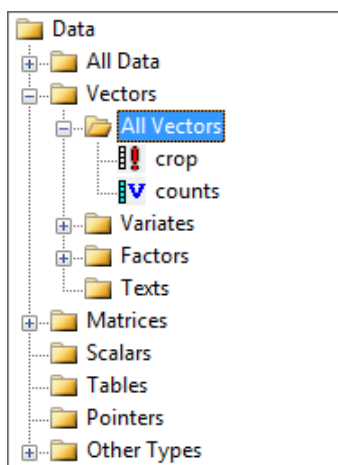 Data
All Data
Vectors
All Vectors
crop
counts
Variates
Factors
Texts
Matrices
Scalars
Tables
Pointers
Other Types